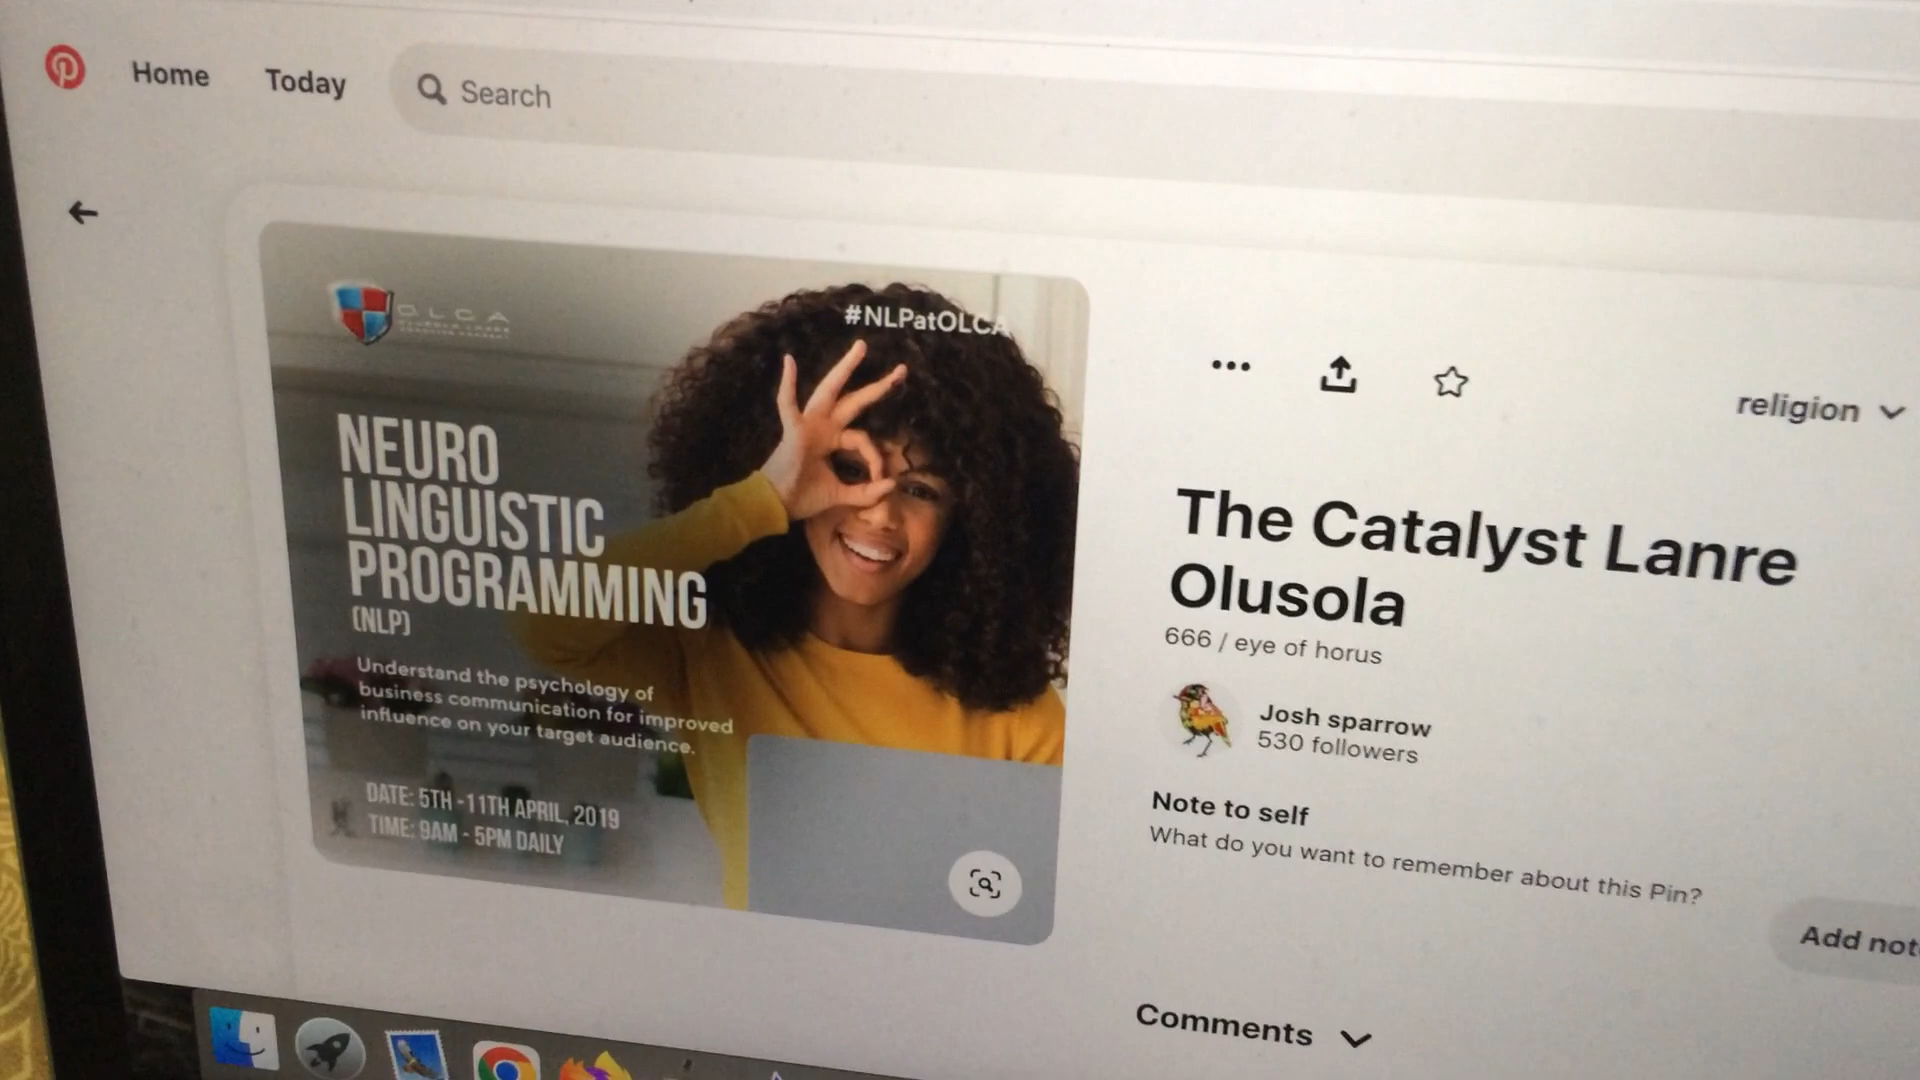 Home
Today
Search
OLCA
#NLPatOLCA
NEURO
LINGUISTIC
PROGRAMMING
(NLP)
Understand the psychology of
business communication for improved
influence on your target audience.
DATE: 5TH -11TH APRIL, 2019
TIME: 9AM - 5PM DAILY
religion
The Catalyst Lanre
Olusola
666 / eye of horus
Josh sparrow
530 followers
Note to self
What do you want to remember about this Pin?
Add not
Comments